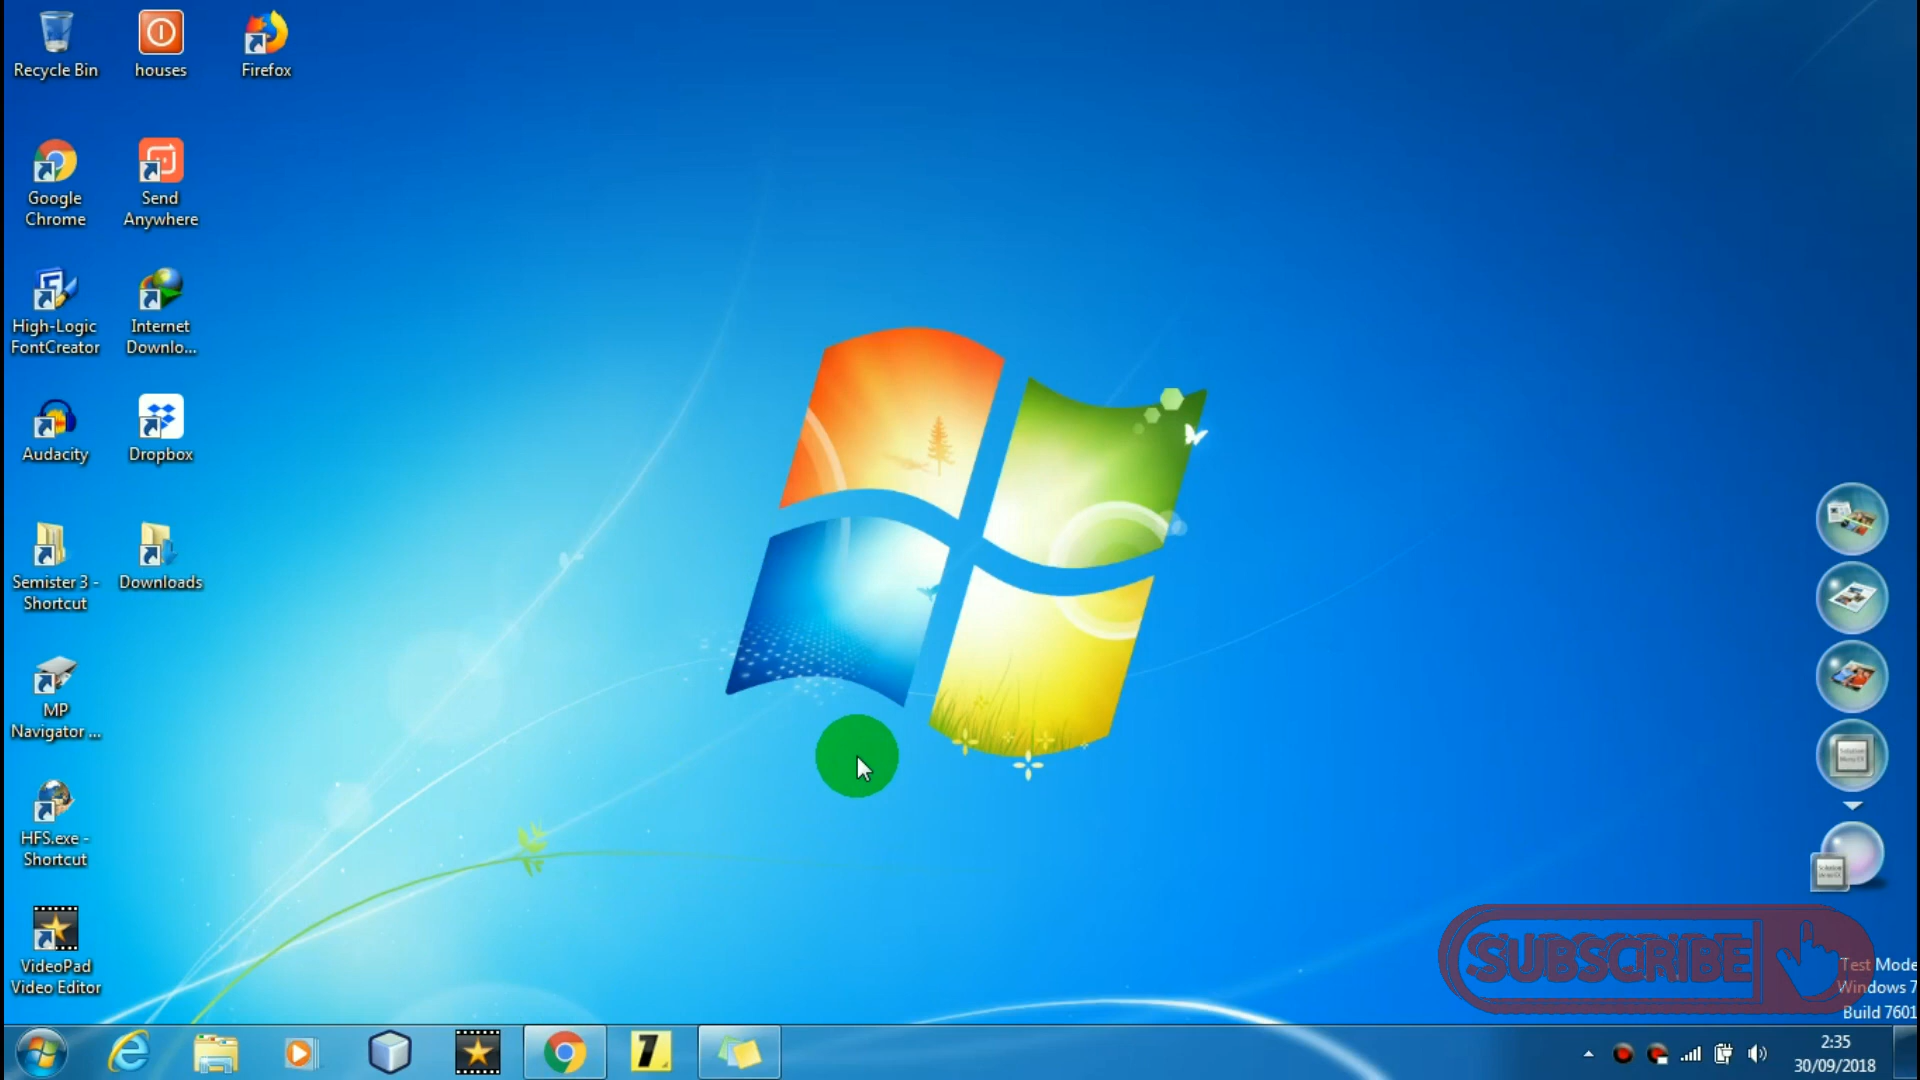 Recycle Bin
houses
Firefox
Google
Chrome
Send
Anywhere
High-Logic
FontCreator
Internet
Downlo...
Audacity
Dropbox
Semister 3 -
Shortcut
Downloads
MP
Navigator ...
HFS.exe -
Shortcut
VideoPad
Video Editor
SUBSCRIBE
Test Mode
Windows 7
Build 7601
7
2:35
30/09/2018